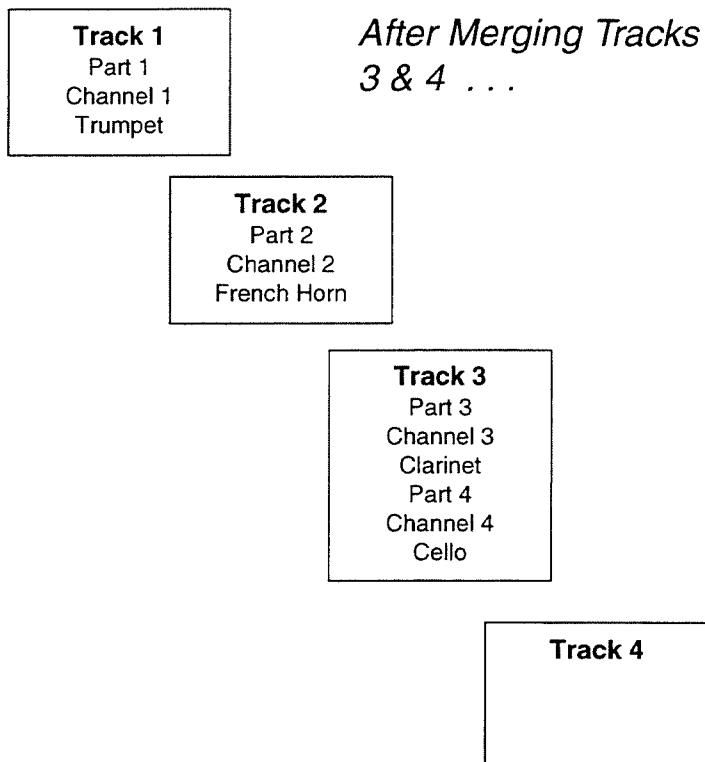 Track 1
Part 1
Channel 1
Trumpet
After Merging Tracks
3 & 4 . . .
Track 2
Part 2
Channel 2
French Horn
Track 3
Part 3
Channel 3
Clarinet
Part 4
Channel 4
Cello
Track 4